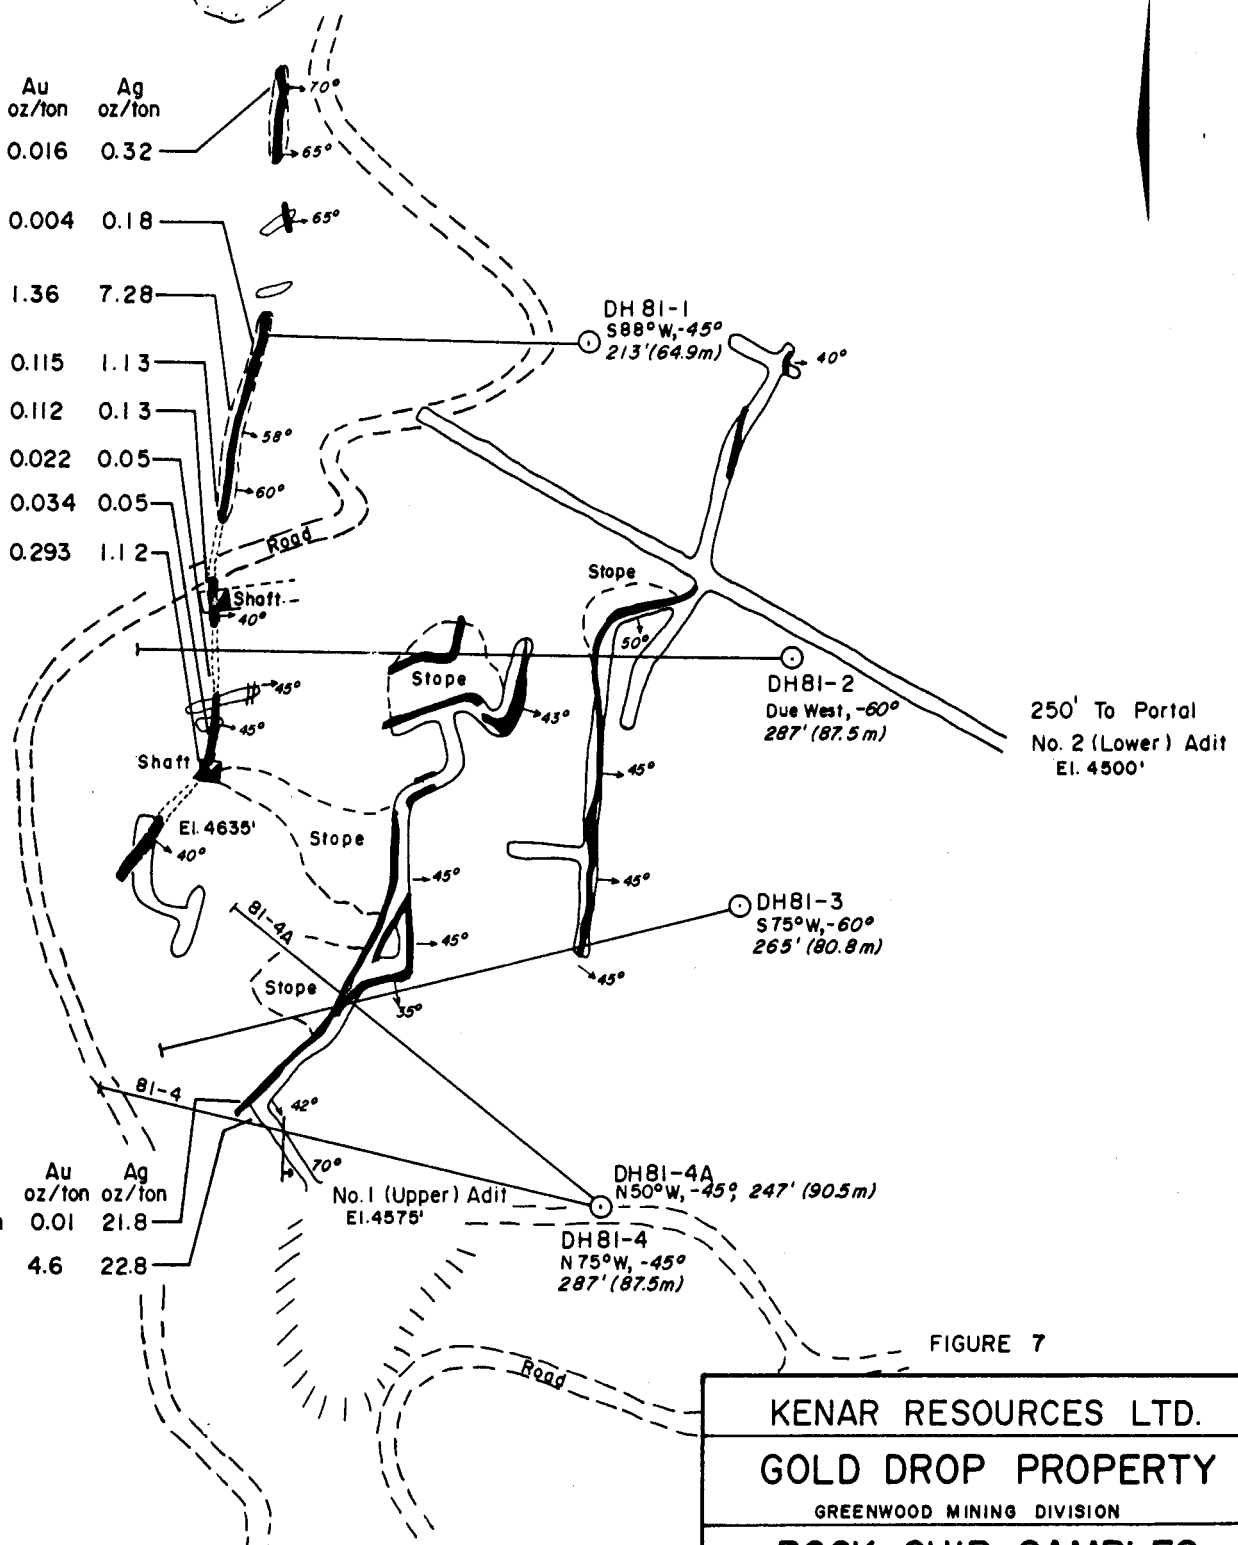 Au Ag
oz/ton oz/ton
0.016 0.32
0.004 0.18
1.36 7.28
0.115 1.13
0.112 0.13
0.022 0.05
0.034 0.05
0.293 1.12
70°
65°
65°
DH 81-1
S88°W,-45°
213'(64.9m)
40°
58°
60°
Road
Shaft
40°
Stope
50°
Stope
43°
45°
45°
DH81-2
Due West, -60°
287' (87.5m)
250' To Portal
No. 2 (Lower) Adit
El. 4500'
Shaft
45°
El. 4635'
40°
Stope
45°
45°
45°
81-4A
DH81-3
S75°W,-60°
265' (80.8m)
45°
Stope
35°
81-4
42°
70°
No.1 (Upper) Adit
El.4575'
DH81-4A
N50°W, -45°, 247' (90.5m)
DH81-4
N75°W, -45°
287' (87.5m)
Au Ag
oz/ton oz/ton
0.01 21.8
4.6 22.8
Road
FIGURE 7
KENAR RESOURCES LTD.
GOLD DROP PROPERTY
GREENWOOD MINING DIVISION
ROCK CHIP SAMPLES